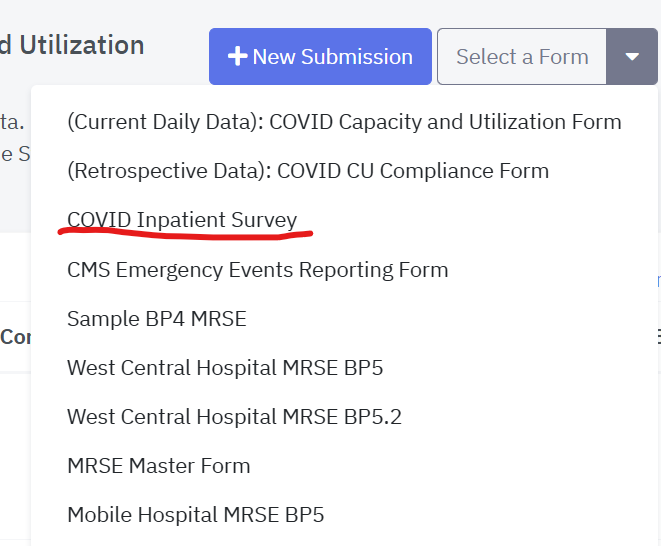 d Utilization
+ New Submission
Select a Form
ta.
e S
(Current Daily Data): COVID Capacity and Utilization Form
(Retrospective Data): COVID CU Compliance Form
COVID Inpatient Survey
CMS Emergency Events Reporting Form
Sample BP4 MRSE
Cor
West Central Hospital MRSE BP5
West Central Hospital MRSE BP5.2
MRSE Master Form
Mobile Hospital MRSE BP5